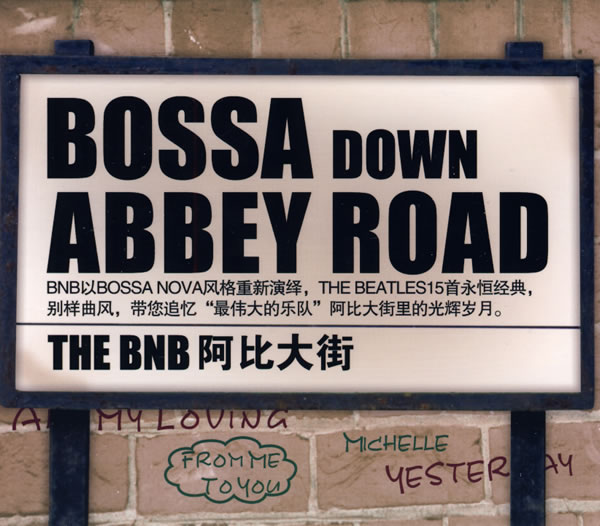 BOSSA DOWN
ABBEY ROAD
BNB以BOSSA NOVA风格重新演绎，THE BEATLES15首永恒经典，
别样曲风，带您追忆“最伟大的乐队”阿比大街里的光辉岁月。
THE BNB 阿比大街
MY LOVING
FROM ME
TO YOU
MICHELLE
YESTER AY